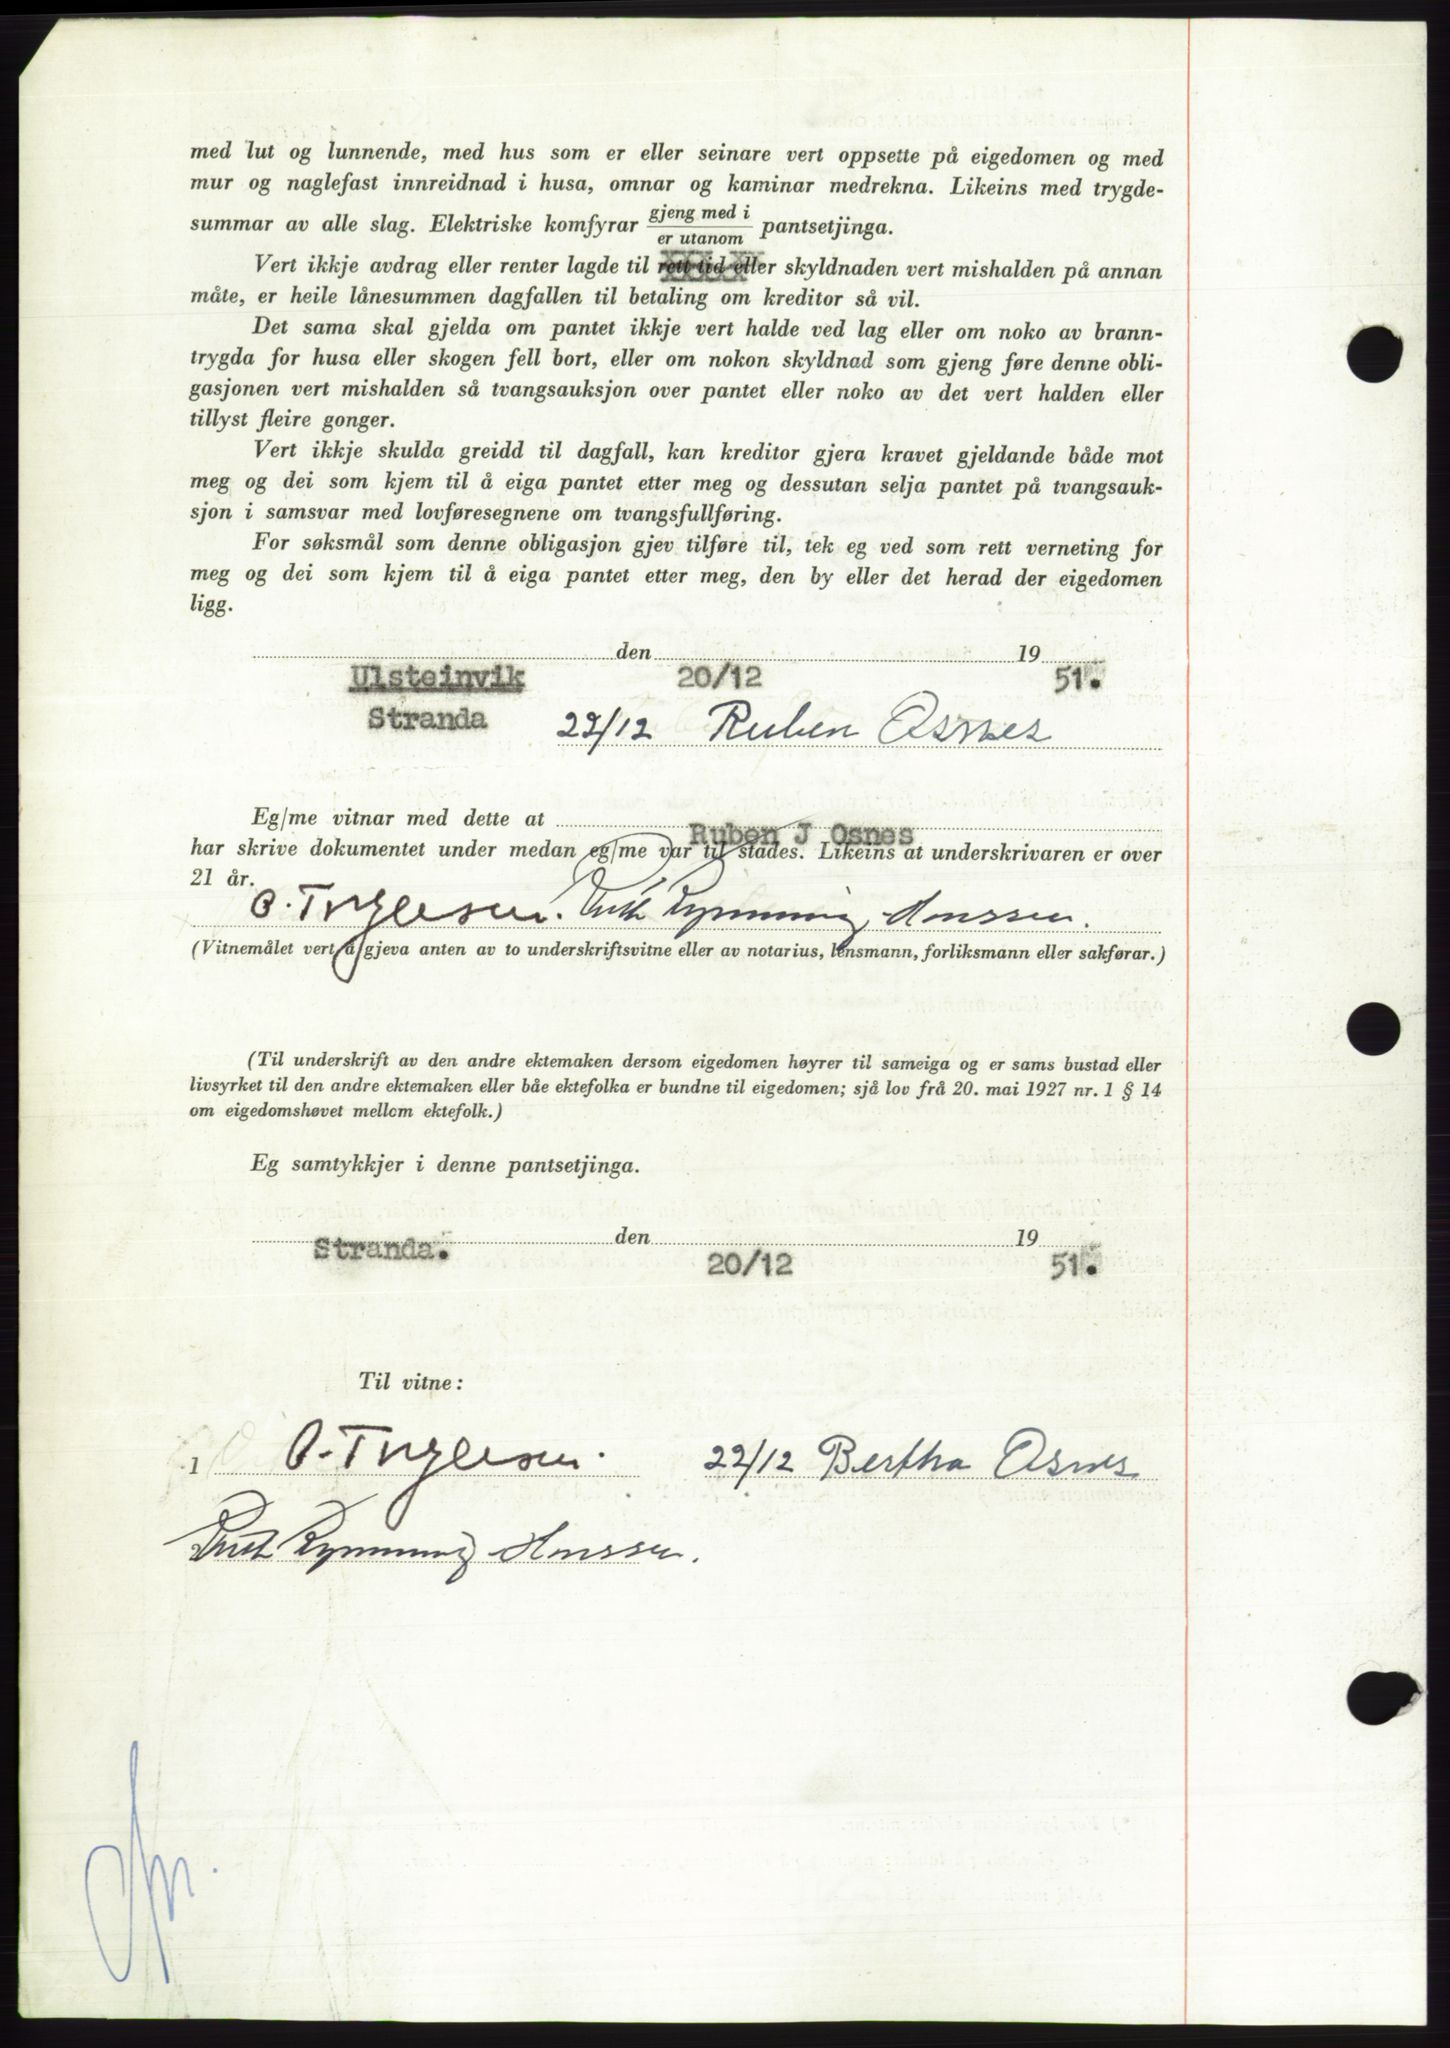 med lut og lunnende, med hus som er eller seinare vert oppsette på eigedomen og med
mur og naglefast innreidnad i husa, omnar og kaminar medrekna. Likeins med trygde-
summar av alle slag. Elektriske komfyrar gjeng med i / er utanom pantsetjinga.
Vert ikkje avdrag eller renter lagde til rett tid eller skyldnaden vert mishalden på annan
måte, er heile lånesummen dagfallen til betaling om kreditor så vil.
Det sama skal gjelda om pantet ikkje vert halde ved lag eller om noko av brann-
trygda for husa eller skogen fell bort, eller om nokon skyldnad som gjeng føre denne obli-
gasjonen vert mishalden så tvangsauksjon over pantet eller noko av det vert halden eller
tillyst fleire gonger.
Vert ikkje skulda greidd til dagfall, kan kreditor gjera kravet gjeldande både mot
meg og dei som kjem til å eiga pantet etter meg og dessutan selja pantet på tvangsauk-
sjon i samsvar med lovføresegnene om tvangsfullføring.
For søksmål som denne obligasjon gjev tilføre til, tek eg ved som rett verneting for
meg og dei som kjem til å eiga pantet etter meg, den by eller det herad der eigedomen
ligg.
den 19
Ulsteinvik 20/12 51.
Stranda 22/12 Ruben Osnes
Eg/me vitnar med dette at Ruben J Osnes
har skrive dokumentet under medan eg/me var til stades. Likeins at underskrivaren er over
21 år.
Hanssen.
(Vitnemålet vert å gjeva anten av to underskriftsvitne eller av notarius, lensmann, forliksmann eller sakførar.)
(Til underskrift av den andre ektemaken dersom eigedomen høyrer til sameiga og er sams bustad eller
livsyrket til den andre ektemaken eller båe ektefolka er bundne til eigedomen; sjå lov frå 20. mai 1927 nr. 1 § 14
om eigedomshøvet mellom ektefolk.)
Eg samtykkjer i denne pantsetjinga.
den 19
Stranda. 20/12 51.
Til vitne:
1 22/12 Bertha Osnes
Hanssen.